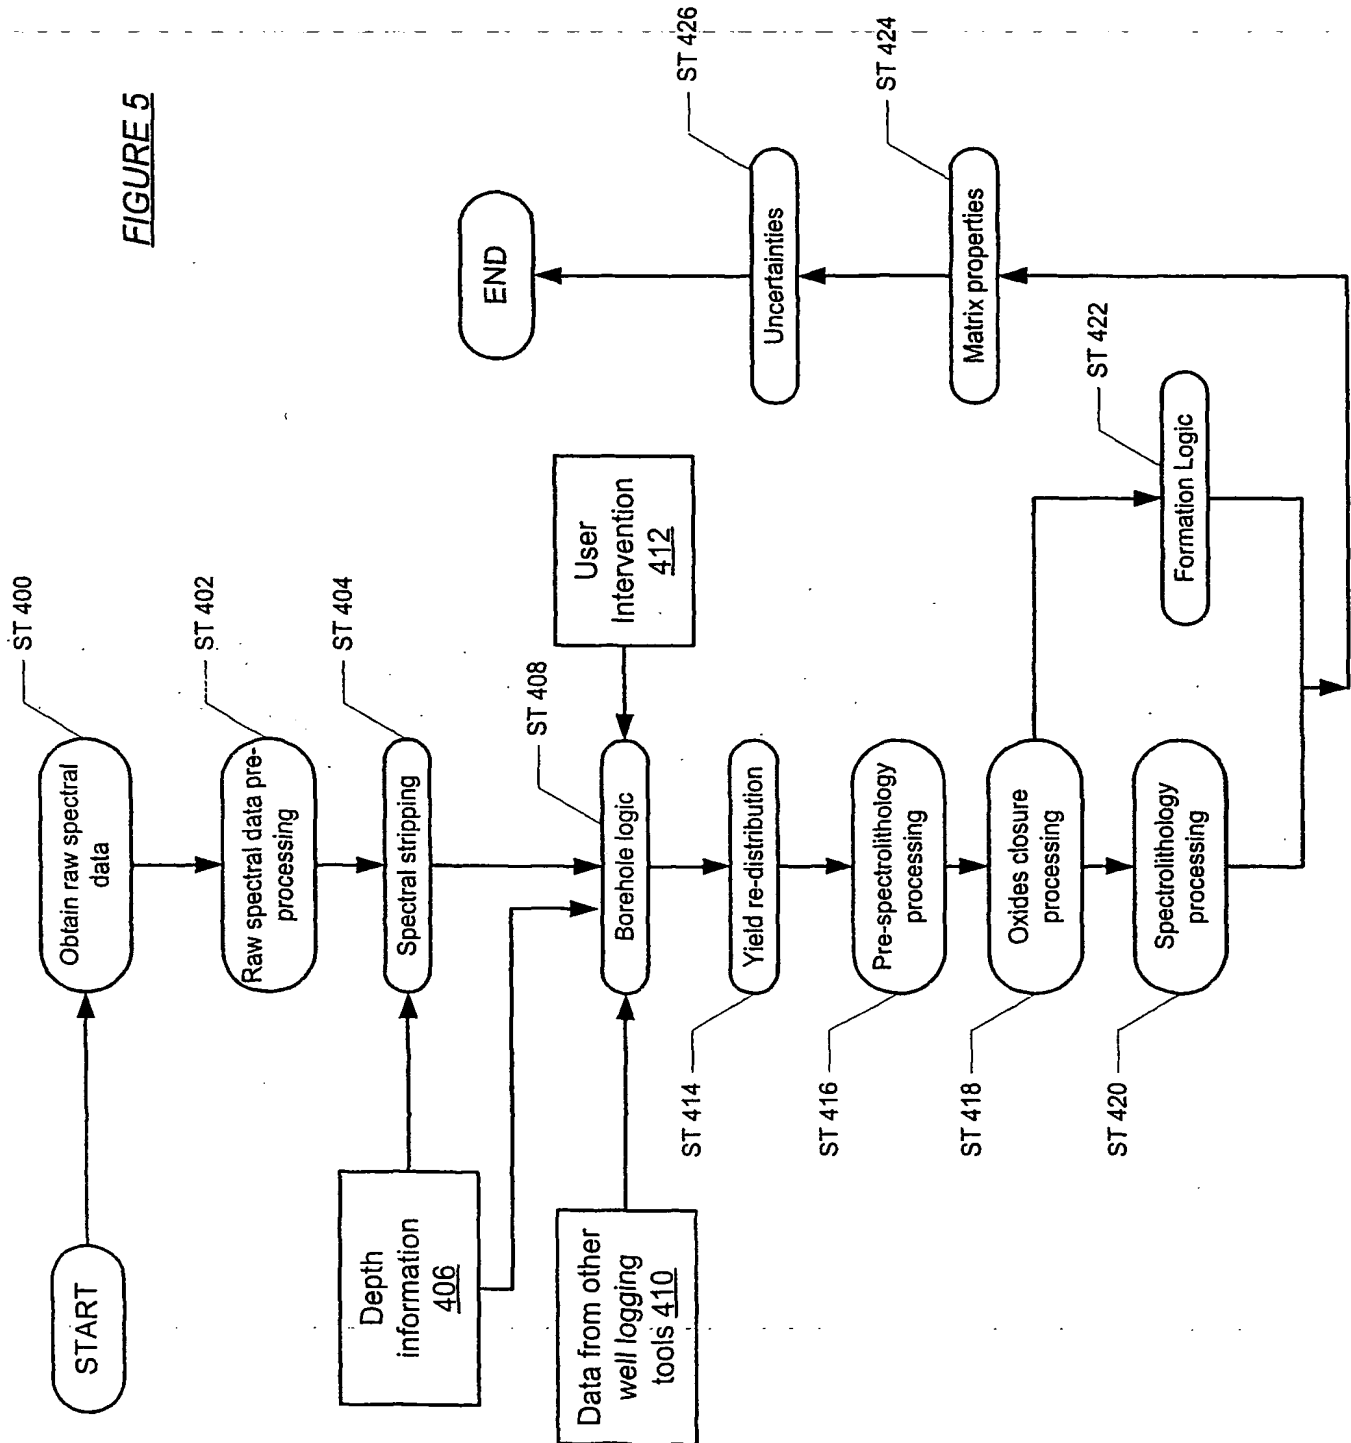 FIGURE 5
START
Obtain raw spectral
data
ST 400
Raw spectral data pre-
processing
ST 402
Depth
information
406
Spectral stripping
ST 404
Data from other
well logging
tools 410
Borehole logic
ST 408
User
Intervention
412
Yield re-distribution
ST 414
Pre-spectrolithology
processing
ST 416
Oxides closure
processing
ST 418
Spectrolithology
processing
ST 420
Formation Logic
ST 422
Matrix properties
ST 424
Uncertainties
ST 426
END